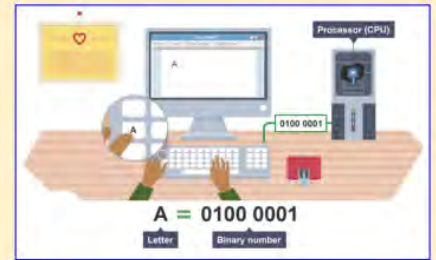 Processor (CPU)
A
A
0100 0001
A = 0100 0001
Letter
Binary number